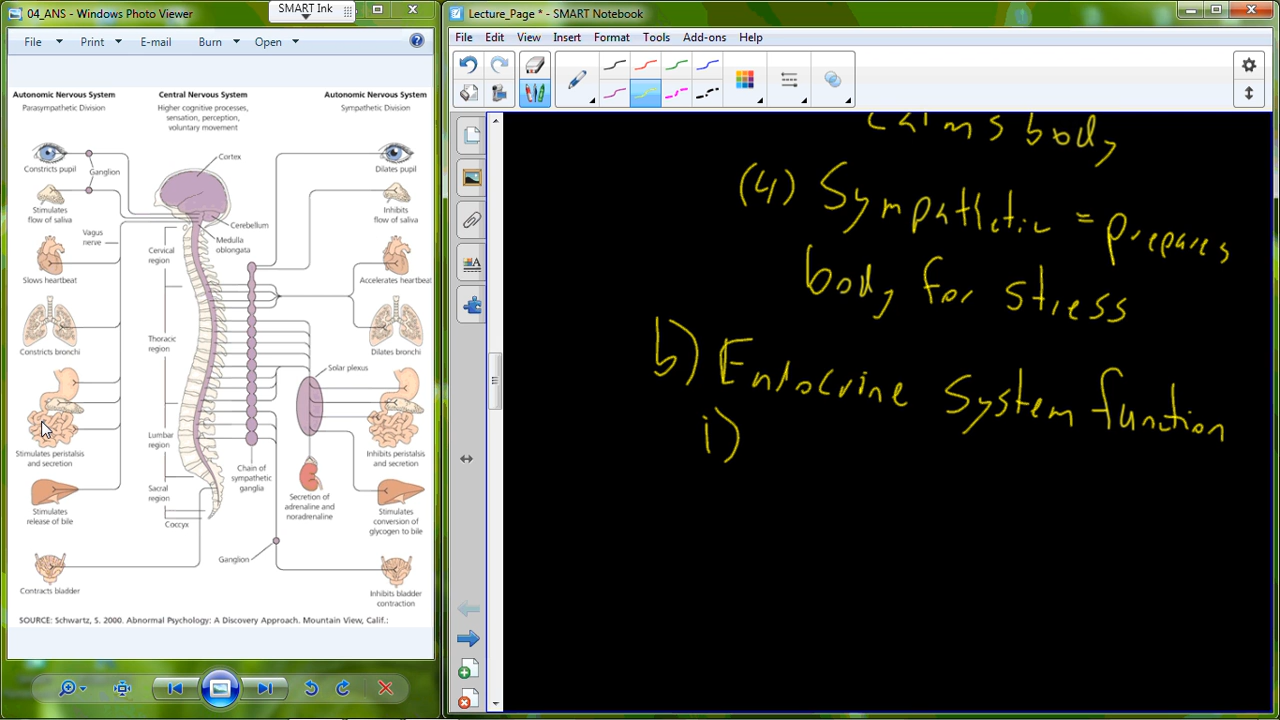 04_ANS - Windows Photo Viewer
SMART Ink
File Print E-mail Burn Open
Autonomic Nervous System
Parasympathetic Division
Central Nervous System
Higher cognitive processes,
sensation, perception,
voluntary movement
Autonomic Nervous System
Sympathetic Division
Constricts pupil
Ganglion
Cortex
Dilates pupil
Stimulates
flow of saliva
Cerebellum
Inhibits
flow of saliva
Vagus
nerve
Medulla
oblongata
Cervical
region
Slows heartbeat
Accelerates heartbeat
Constricts bronchi
Thoracic
region
Dilates bronchi
Solar plexus
Stimulates peristalsis
and secretion
Lumbar
region
Inhibits peristalsis
and secretion
Chain of
sympathetic
ganglia
Sacral
region
Secretion of
adrenaline and
noradrenaline
Stimulates
release of bile
Coccyx
Stimulates
conversion of
glycogen to bile
Ganglion
Contracts bladder
Inhibits bladder
contraction
SOURCE: Schwartz, S. 2000. Abnormal Psychology: A Discovery Approach. Mountain View, Calif.:
Lecture_Page * - SMART Notebook
File Edit View Insert Format Tools Add-ons Help
calms body
(4) Sympathetic = prepares
body for stress
b) Endocrine System function
i)